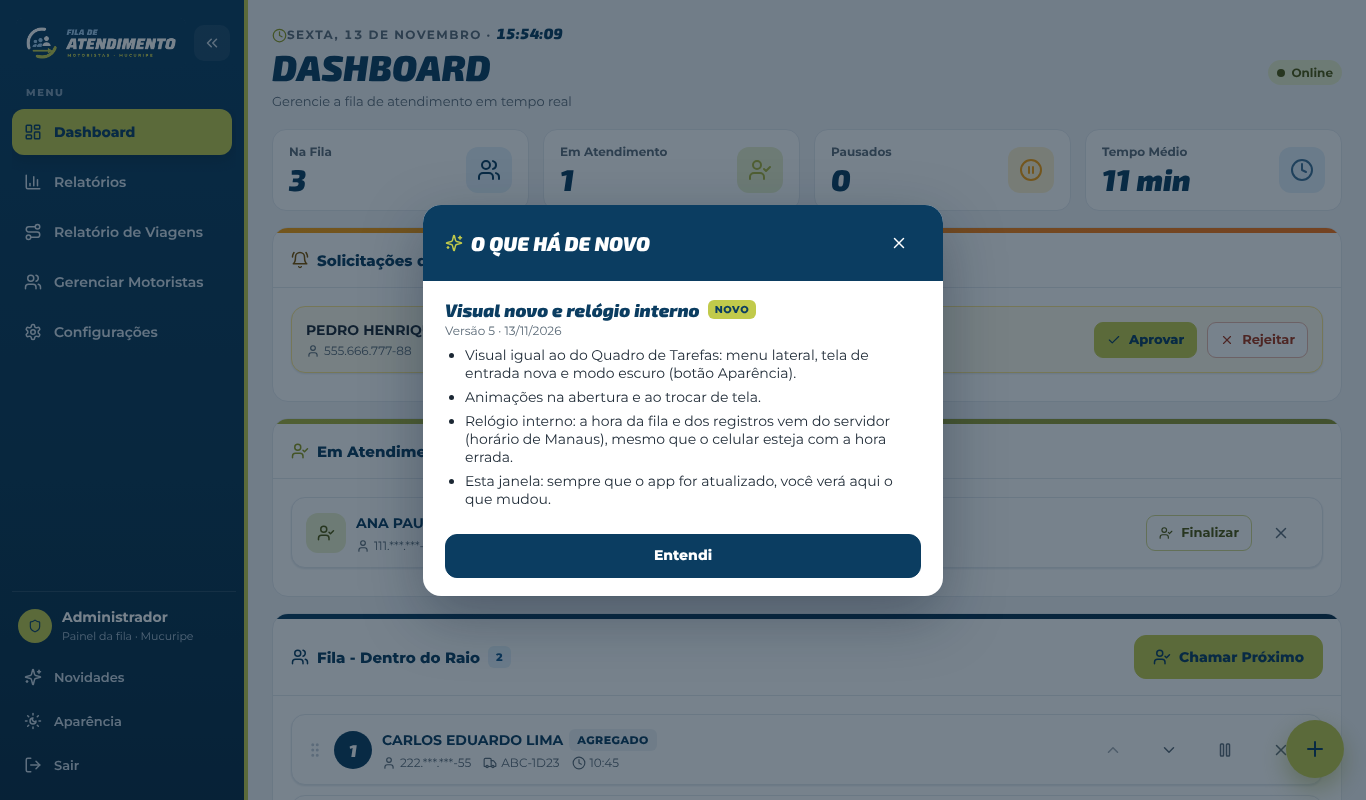 FILA DE
ATENDIMENTO
MOTORISTAS · MUCURIPE
MENU
Dashboard
Relatórios
Relatório de Viagens
Gerenciar Motoristas
Configurações
Administrador
Painel da fila · Mucuripe
Novidades
Aparência
Sair
SEXTA, 13 DE NOVEMBRO · 15:54:09
DASHBOARD
Gerencie a fila de atendimento em tempo real
Online
Na Fila
3
Em Atendimento
1
Pausados
0
Tempo Médio
11 min
Solicitações
PEDRO HENRIQ
555.666.777-88
Aprovar
Rejeitar
Em Atendime
ANA PAU
111.***.***-
Finalizar
O QUE HÁ DE NOVO
Visual novo e relógio interno NOVO
Versão 5 · 13/11/2026
• Visual igual ao do Quadro de Tarefas: menu lateral, tela de
entrada nova e modo escuro (botão Aparência).
• Animações na abertura e ao trocar de tela.
• Relógio interno: a hora da fila e dos registros vem do servidor
(horário de Manaus), mesmo que o celular esteja com a hora
errada.
• Esta janela: sempre que o app for atualizado, você verá aqui o
que mudou.
Entendi
Fila - Dentro do Raio 2
Chamar Próximo
1
CARLOS EDUARDO LIMA AGREGADO
222.***.***-55 ABC-1D23 10:45